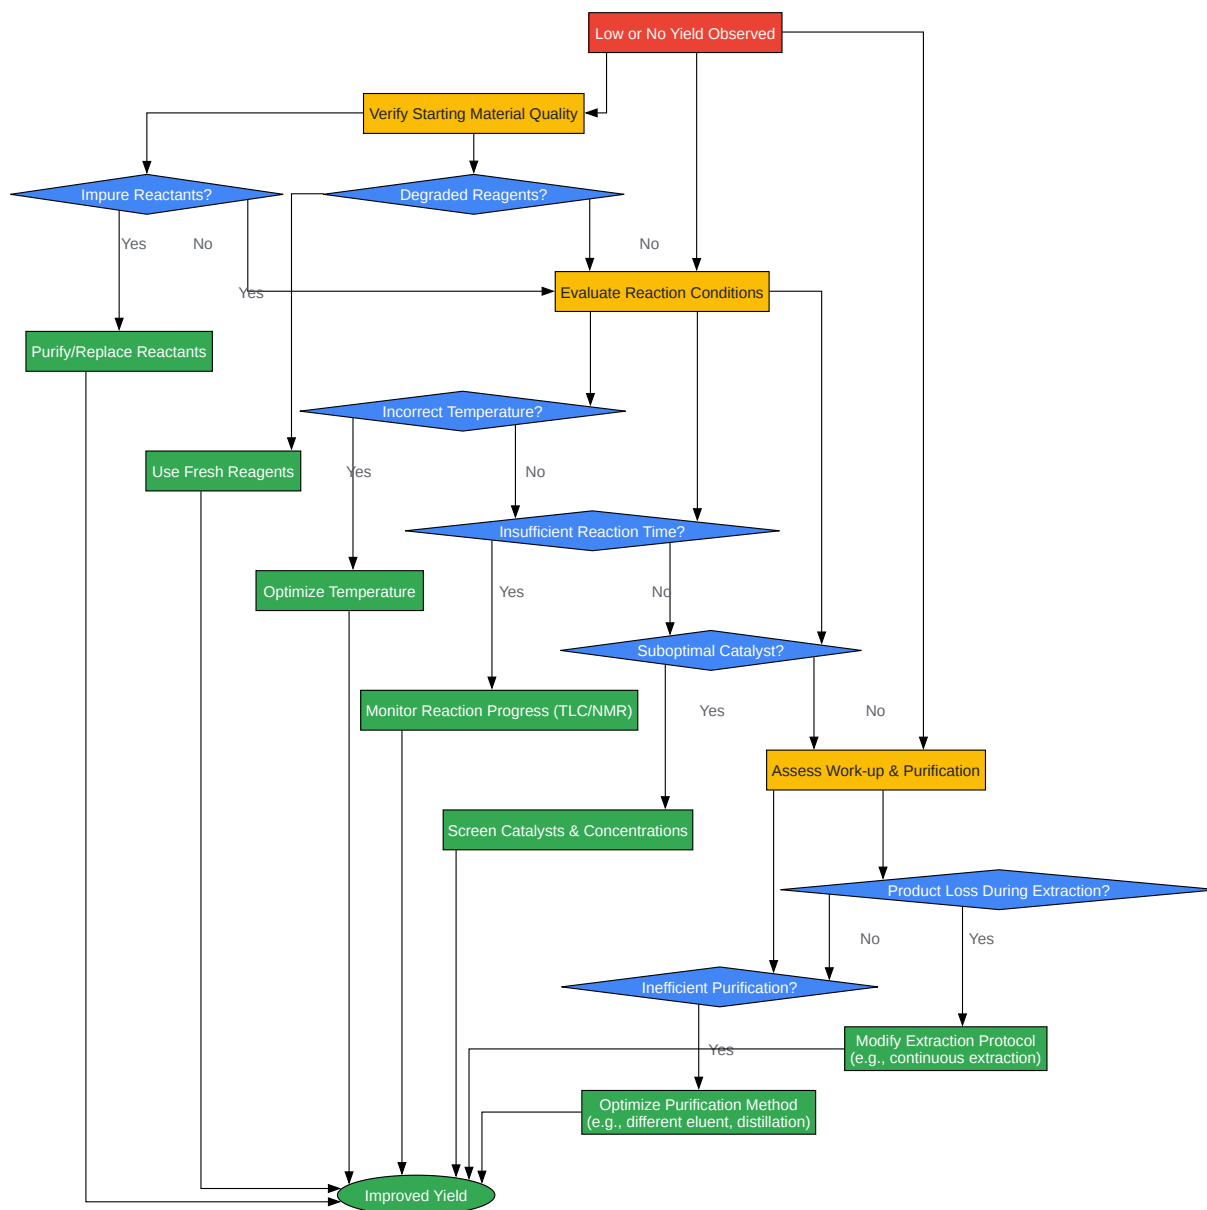 Low or No Yield Observed
Verify Starting Material Quality
Impure Reactants?
Degraded Reagents?
Yes
No
No
Yes
Evaluate Reaction Conditions
Purify/Replace Reactants
Incorrect Temperature?
Use Fresh Reagents
Yes
No
Insufficient Reaction Time?
Optimize Temperature
Yes
No
Suboptimal Catalyst?
Monitor Reaction Progress (TLC/NMR)
Yes
No
Assess Work-up & Purification
Screen Catalysts & Concentrations
Product Loss During Extraction?
No
Yes
Inefficient Purification?
Modify Extraction Protocol
(e.g., continuous extraction)
Yes
Optimize Purification Method
(e.g., different eluent, distillation)
Improved Yield